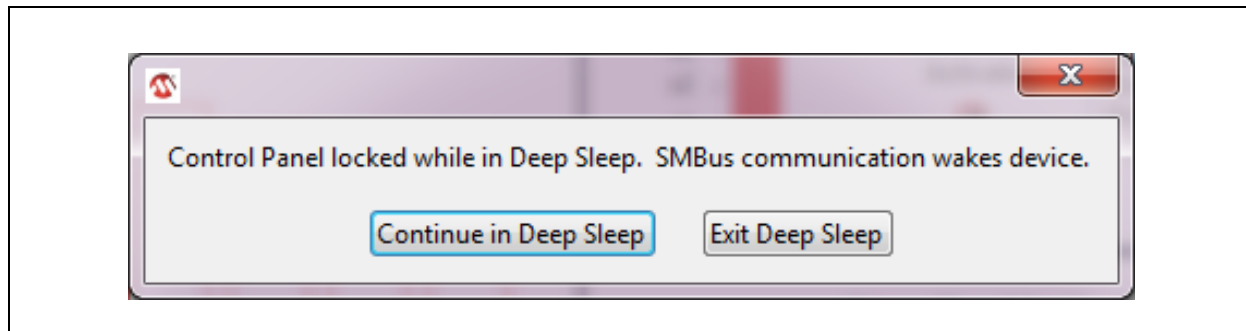 Control Panel locked while in Deep Sleep.  SMBus communication wakes device.
Continue in Deep Sleep
Exit Deep Sleep